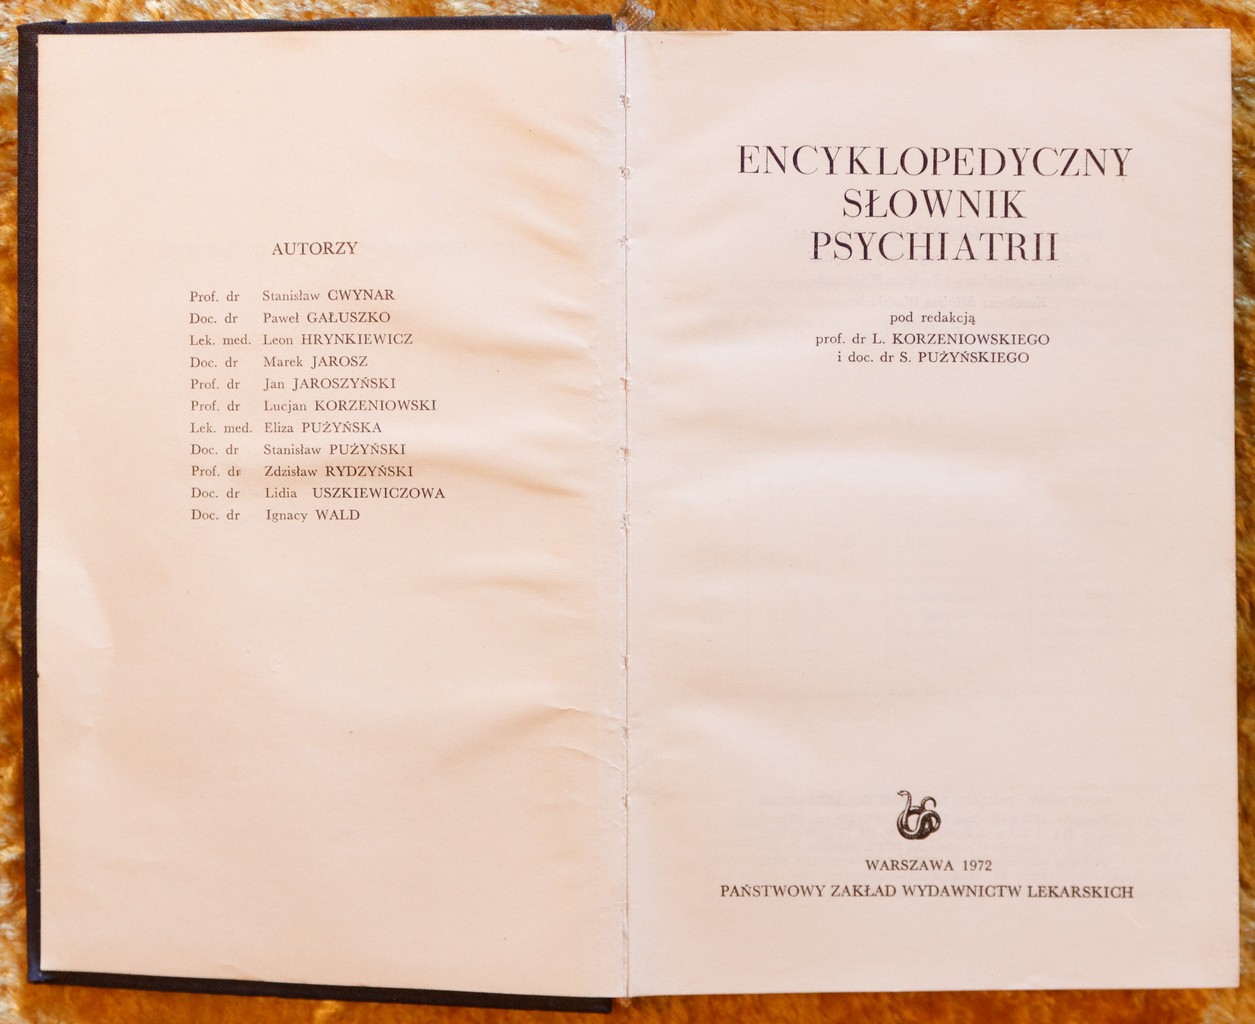 AUTORZY
Prof. dr Stanisław CWYNAR
Doc. dr Paweł GAŁUSZKO
Lek. med. Leon HRYNKIEWICZ
Doc. dr Marek JAROSZ
Prof. dr Jan JAROSZYŃSKI
Prof. dr Lucjan KORZENIOWSKI
Lek. med. Eliza PUŻYŃSKA
Doc. dr Stanisław PUŻYŃSKI
Prof. dr Zdzisław RYDZYŃSKI
Doc. dr Lidia USZKIEWICZOWA
Doc. dr Ignacy WALD
ENCYKLOPEDYCZNY
SŁOWNIK
PSYCHIATRII
pod redakcją
prof. dr L. KORZENIOWSKIEGO
i doc. dr S. PUŻYŃSKIEGO
WARSZAWA 1972
PAŃSTWOWY ZAKŁAD WYDAWNICTW LEKARSKICH